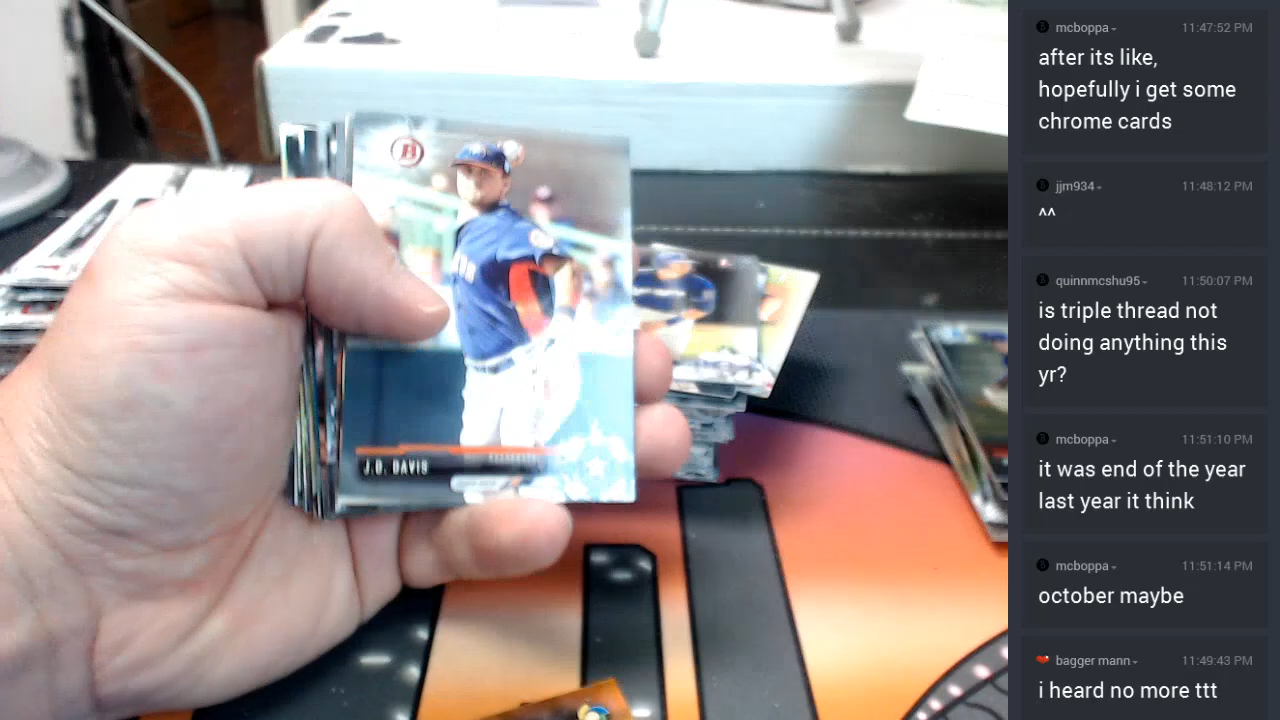 B
J.D. DAVIS
mcboppa
11:47:52 PM
after its like,
hopefully i get some
chrome cards
jjm934
11:48:12 PM
^^
quinnmcshu95
11:50:07 PM
is triple thread not
doing anything this
yr?
mcboppa
11:51:10 PM
it was end of the year
last year it think
mcboppa
11:51:14 PM
october maybe
bagger mann
11:49:43 PM
i heard no more ttt